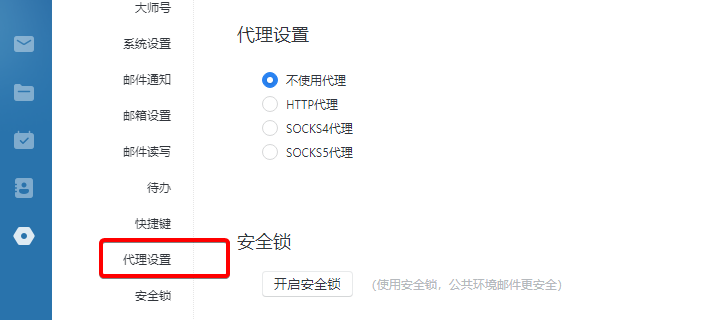 大师号
系统设置
邮件通知
邮箱设置
邮件读写
待办
快捷键
代理设置
安全锁
代理设置
不使用代理
HTTP代理
SOCKS4代理
SOCKS5代理
安全锁
开启安全锁 （使用安全锁，公共环境邮件更安全）